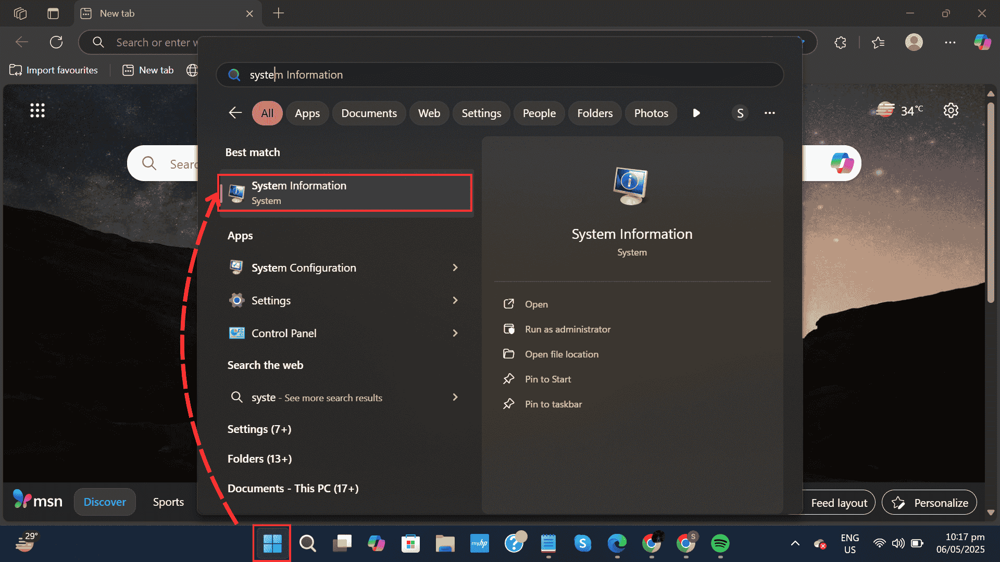 New tab
Search or enter w
Import favourites
New tab
system Information
All
Apps
Documents
Web
Settings
People
Folders
Photos
S
34°C
Best match
Searc
System Information
System
System Information
System
Apps
System Configuration
Settings
Control Panel
Open
Run as administrator
Open file location
Pin to Start
Pin to taskbar
Search the web
syste - See more search results
Settings (7+)
Folders (13+)
Documents - This PC (17+)
msn
Discover
Sports
Feed layout
Personalize
29°
myhp
S
S
ENG
US
10:17 pm
06/05/2025